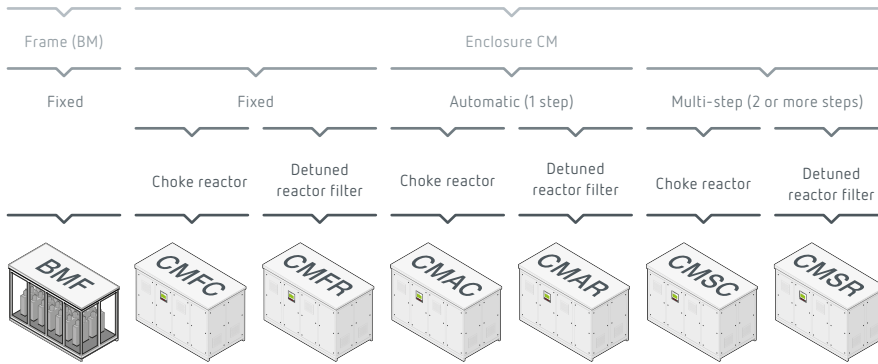 Frame (BM)
Enclosure CM
Fixed
Fixed
Automatic (1 step)
Multi-step (2 or more steps)
Choke reactor
Detuned
reactor filter
Choke reactor
Detuned
reactor filter
Choke reactor
Detuned
reactor filter
BMF
CMFC
CMFR
CMAC
CMAR
CMSC
CMSR